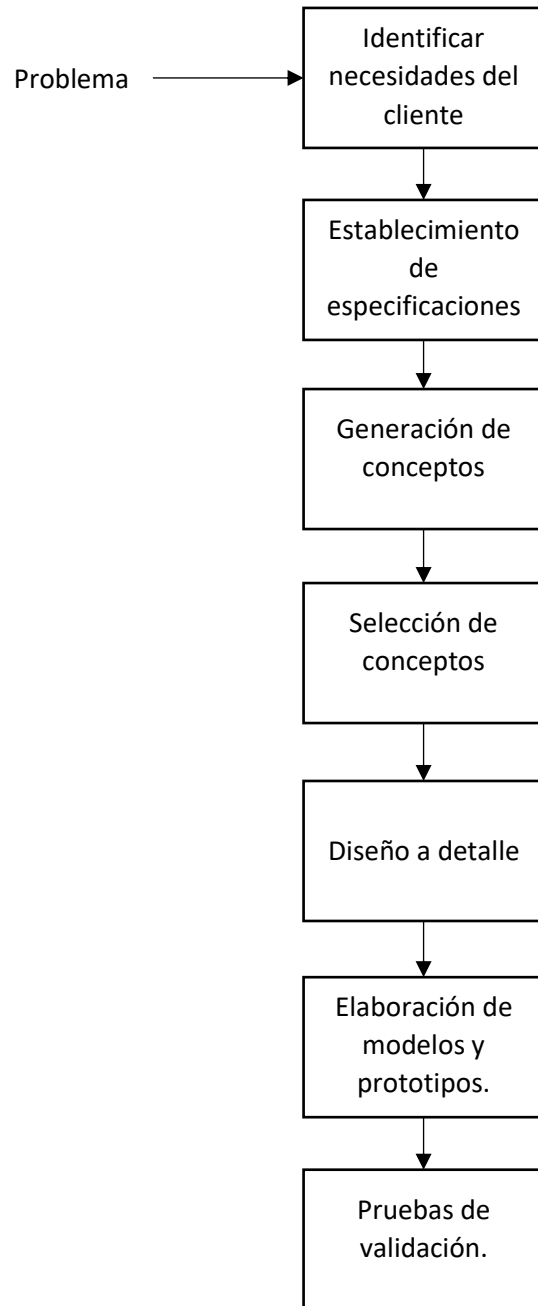 Problema
Identificar
necesidades del
cliente
Establecimiento
de
especificaciones
Generación de
conceptos
Selección de
conceptos
Diseño a detalle
Elaboración de
modelos y
prototipos.
Pruebas de
validación.